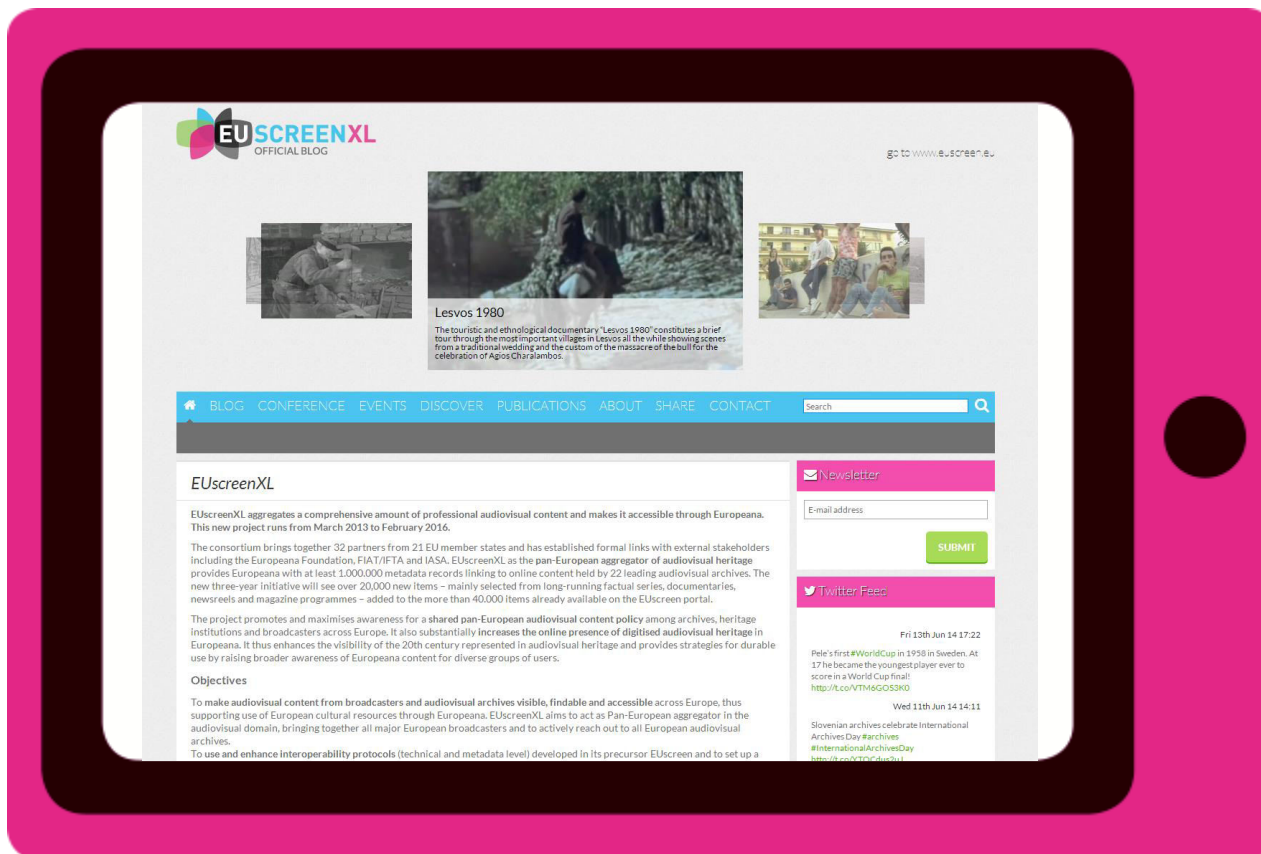 EUSCREENXL
OFFICIAL BLOG
go to www.euscreen.eu
Lesvos 1980
The touristic and ethnological documentary "Lesvos 1980" constitutes a brief
tour through the most important villages in Lesvos all the while showing scenes
from a traditional wedding and the custom of the massacre of the bull for the
celebration of Agios Charalambos.
BLOG CONFERENCE EVENTS DISCOVER PUBLICATIONS ABOUT SHARE CONTACT Search
EUscreenXL
EUscreenXL aggregates a comprehensive amount of professional audiovisual content and makes it accessible through Europeana.
This new project runs from March 2013 to February 2016.
The consortium brings together 32 partners from 21 EU member states and has established formal links with external stakeholders
including the Europeana Foundation, FIAT/IFTA and IASA. EUscreenXL as the pan-European aggregator of audiovisual heritage
provides Europeana with at least 1.000.000 metadata records linking to online content held by 22 leading audiovisual archives. The
new three-year initiative will see over 20,000 new items – mainly selected from long-running factual series, documentaries,
newsreels and magazine programmes – added to the more than 40.000 items already available on the EUscreen portal.
The project promotes and maximises awareness for a shared pan-European audiovisual content policy among archives, heritage
institutions and broadcasters across Europe. It also substantially increases the online presence of digitised audiovisual heritage in
Europeana. It thus enhances the visibility of the 20th century represented in audiovisual heritage and provides strategies for durable
use by raising broader awareness of Europeana content for diverse groups of users.
Objectives
To make audiovisual content from broadcasters and audiovisual archives visible, findable and accessible across Europe, thus
supporting use of European cultural resources through Europeana. EUscreenXL aims to act as Pan-European aggregator in the
audiovisual domain, bringing together all major European broadcasters and to actively reach out to all European audiovisual
archives.
To use and enhance interoperability protocols (technical and metadata level) developed in its precursor EUscreen and to set up a
Newsletter
E-mail address
SUBMIT
Twitter Feed
Fri 13th Jun 14 17:22
Pele's first #WorldCup in 1958 in Sweden. At
17 he became the youngest player ever to
score in a World Cup final!
http://t.co/VTM6GOS3K0
Wed 11th Jun 14 14:11
Slovenian archives celebrate International
Archives Day #archives
#InternationalArchivesDay